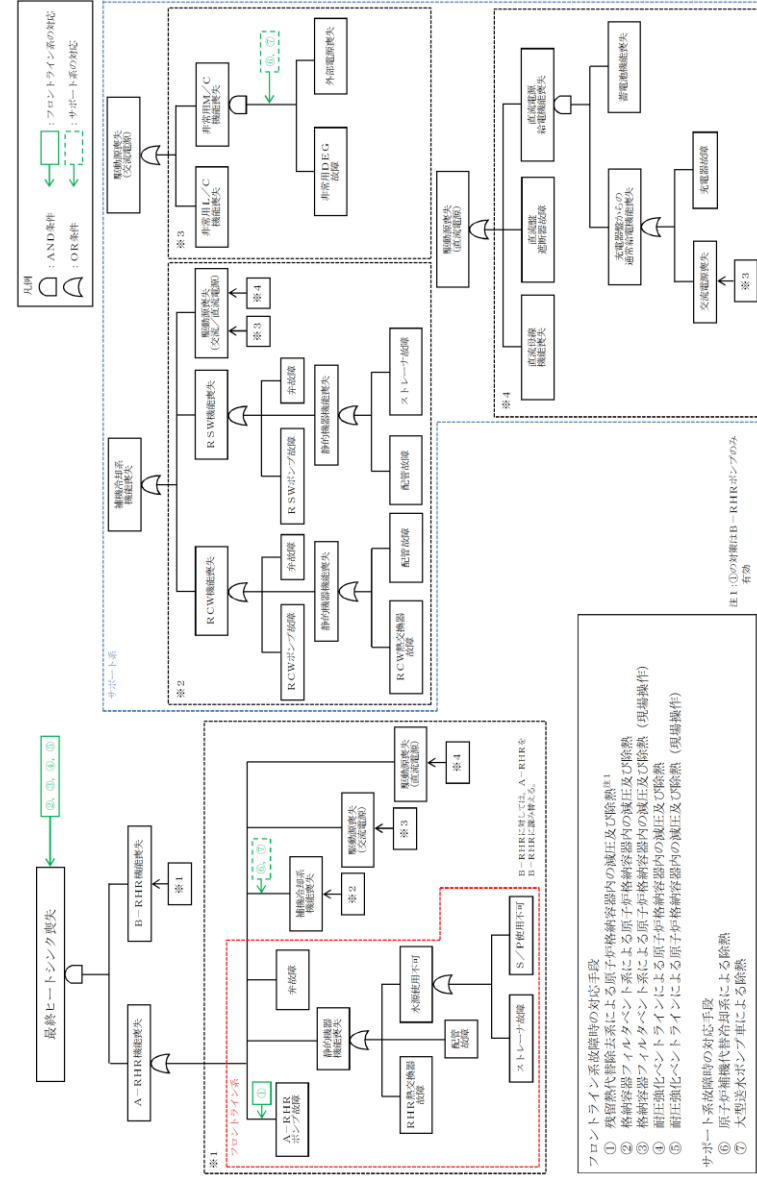 最終ヒートシンク喪失
②, ③, ④, ⑤
A-RHR機能喪失
B-RHR機能喪失
※1
※1
フロントライン系
①
A-RHR
ポンプ故障
弁故障
静的機器
機能喪失
RHR熱交換器
故障
配管
故障
水源使用不可
ストレーナ故障
S/P使用不可
⑥, ⑦
補機冷却系
機能喪失
※2
駆動源喪失
(交流電源)
※3
駆動源喪失
(直流電源)
※4
B-RHRに対しては、A-RHRを
B-RHRに読み替える。
サポート系
補機冷却系
機能喪失
※2
RCW機能喪失
RCWポンプ故障
弁故障
静的機器機能喪失
RCW熱交換器
故障
配管故障
RSW機能喪失
RSWポンプ故障
弁故障
静的機器機能喪失
配管故障
ストレーナ故障
駆動源喪失
(交流/直流電源)
※3
※4
駆動源喪失
(交流電源)
※3
非常用L/C
機能喪失
非常用M/C
機能喪失
⑥, ⑦
非常用DEG
故障
外部電源喪失
駆動源喪失
(直流電源)
※4
直流母線
機能喪失
直流盤
遮断器故障
直流電源
給電機能喪失
充電器盤からの
通常給電機能喪失
蓄電池機能喪失
交流電源喪失
充電器故障
※3
凡例
:AND条件
:OR条件
:フロントライン系の対応
:サポート系の対応
フロントライン系故障時の対応手段
① 残留熱代替除去系による原子炉格納容器内の減圧及び除熱注1
② 格納容器フィルタベント系による原子炉格納容器内の減圧及び除熱
③ 格納容器フィルタベント系による原子炉格納容器内の減圧及び除熱(現場操作)
④ 耐圧強化ベントラインによる原子炉格納容器内の減圧及び除熱
⑤ 耐圧強化ベントラインによる原子炉格納容器内の減圧及び除熱(現場操作)
サポート系故障時の対応手段
⑥ 原子炉補機代替冷却系による除熱
⑦ 大型送水ポンプ車による除熱
注1:①の対策はB-RHRポンプのみ
有効